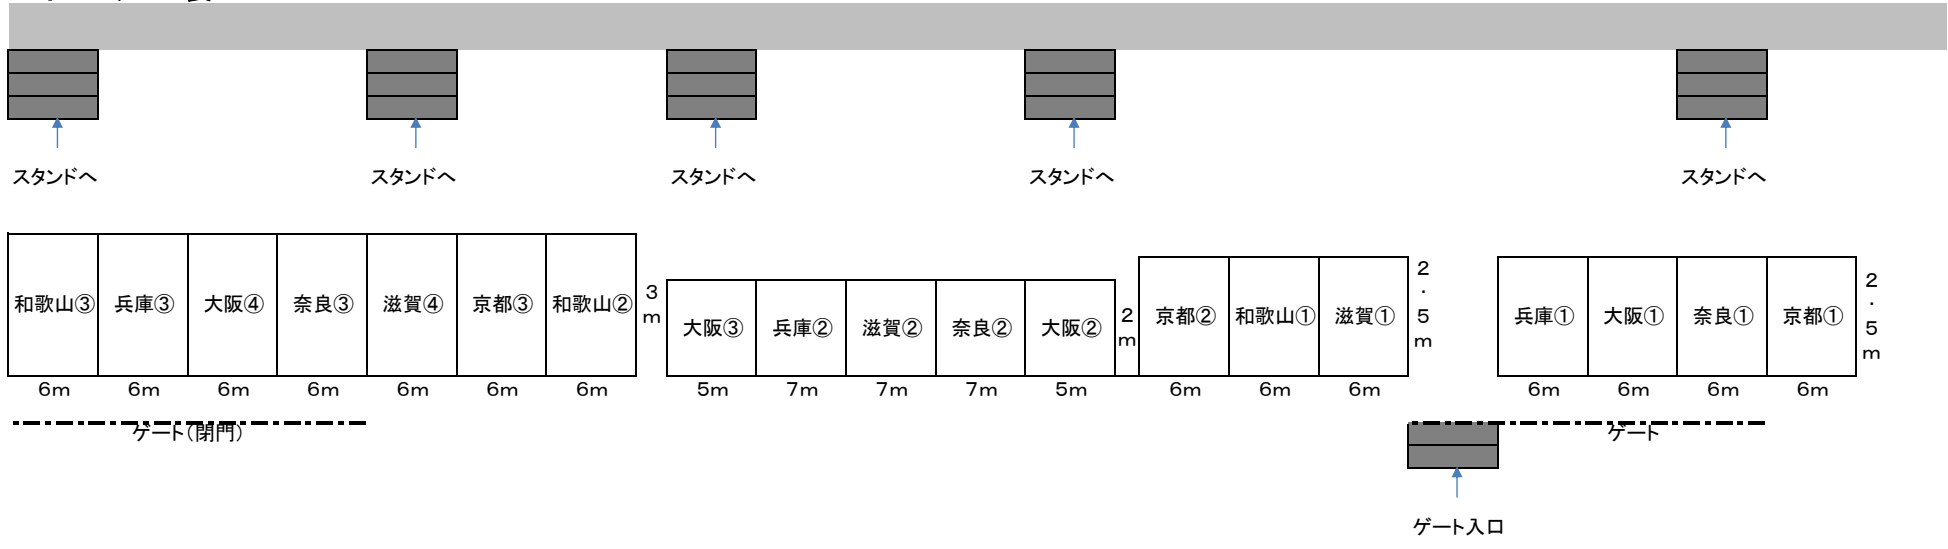 スタンドへ スタンドへ スタンドへ スタンドへ スタンドへ
和歌山③ 兵庫③ 大阪④ 奈良③ 滋賀④ 京都③ 和歌山② 3m 大阪③ 兵庫② 滋賀② 奈良② 大阪② 2m 京都② 和歌山① 滋賀① 2.5m 兵庫① 大阪① 奈良① 京都① 2.5m
6m 6m 6m 6m 6m 6m 6m 5m 7m 7m 7m 5m 6m 6m 6m 6m 6m 6m 6m
ゲート(閉門) ゲート
ゲート入口